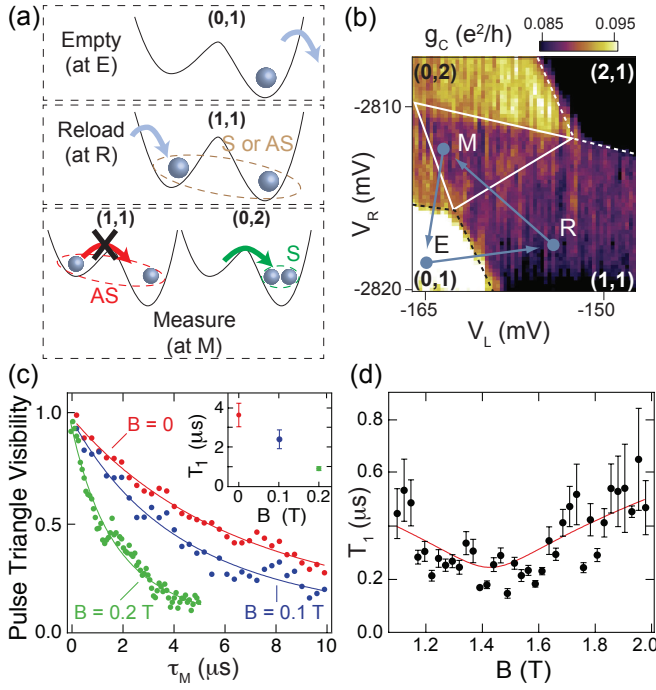 (a)
(0,1)
Empty
(at E)
(1,1)
Reload
(at R)
S or AS
(1,1)
(0,2)
AS
S
Measure
(at M)
(b)
g_C (e²/h)
0.085
0.095
(0,2)
(2,1)
-2810
M
V_R (mV)
R
E
(0,1)
(1,1)
-2820
-165
-150
V_L (mV)
(c)
Pulse Triangle Visibility
1.0
0.5
0.0
B = 0
B = 0.2 T
B = 0.1 T
0
2
4
6
8
10
τ_M (μs)
T₁ (μs)
4
2
0
0
0.1
0.2
B (T)
(d)
T₁ (μs)
0.8
0.6
0.4
0.2
0
1.2
1.4
1.6
1.8
2.0
B (T)